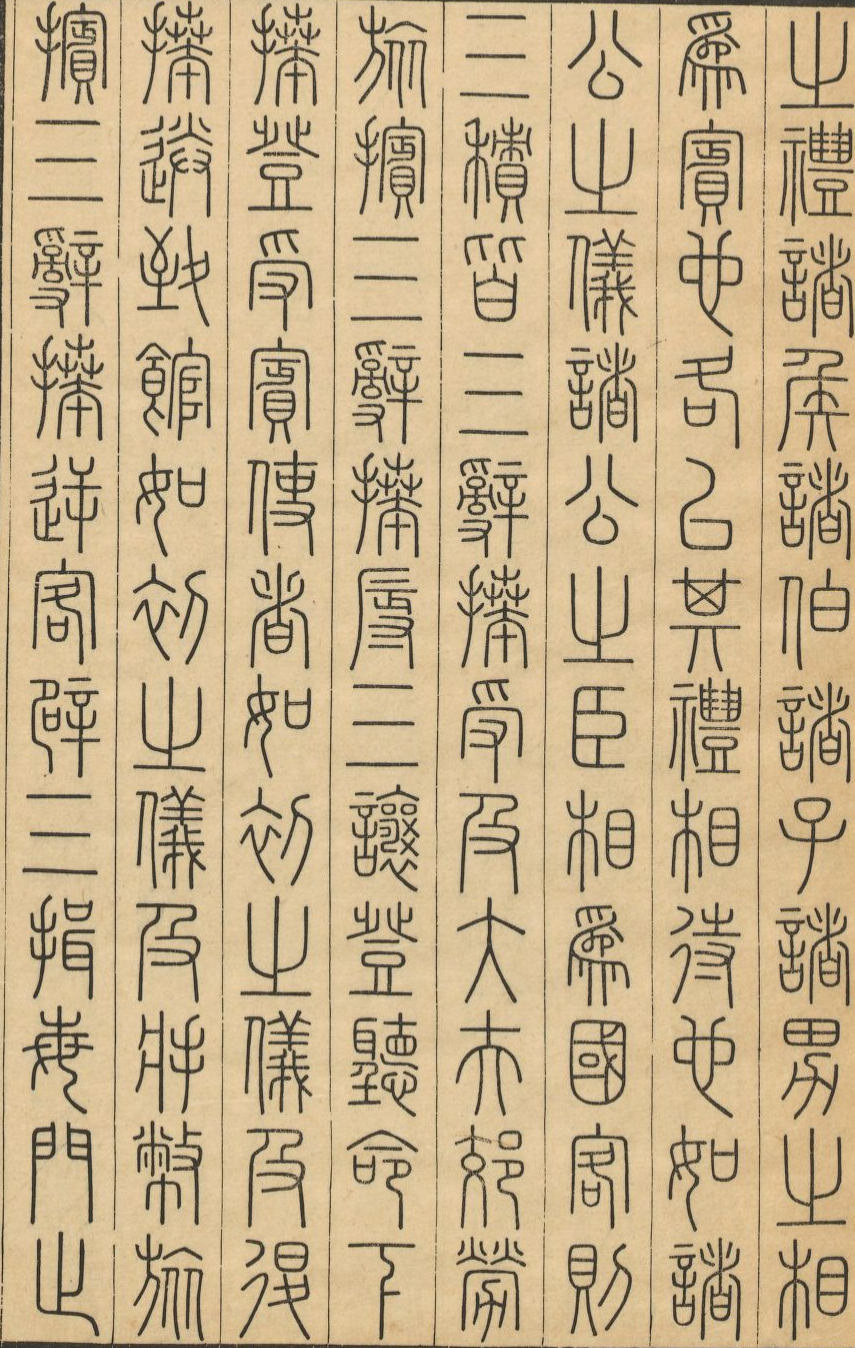 之禮諸侯諸伯諸子諸男之相
爲賓也各以其禮相待也如諸
公之儀諸公之臣相爲國客則
三積皆三辭拜受及大夫郊勞
旅擯三辭拜辱三讓登聽命下
拜登受賓使者如初之儀及退
拜送致館如初之儀及將幣旅
擯三辭拜逆客辟三揖每門止